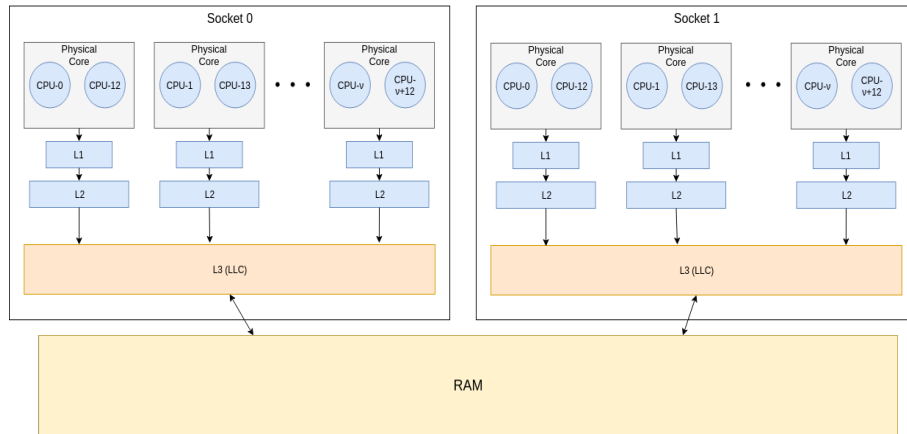 Socket 0
Physical
Core
CPU-0
CPU-12
Physical
Core
CPU-1
CPU-13
• • •
Physical
Core
CPU-ν
CPU-
ν+12
L1
L1
L1
L2
L2
L2
L3 (LLC)
Socket 1
Physical
Core
CPU-0
CPU-12
Physical
Core
CPU-1
CPU-13
• • •
Physical
Core
CPU-ν
CPU-
ν+12
L1
L1
L1
L2
L2
L2
L3 (LLC)
RAM